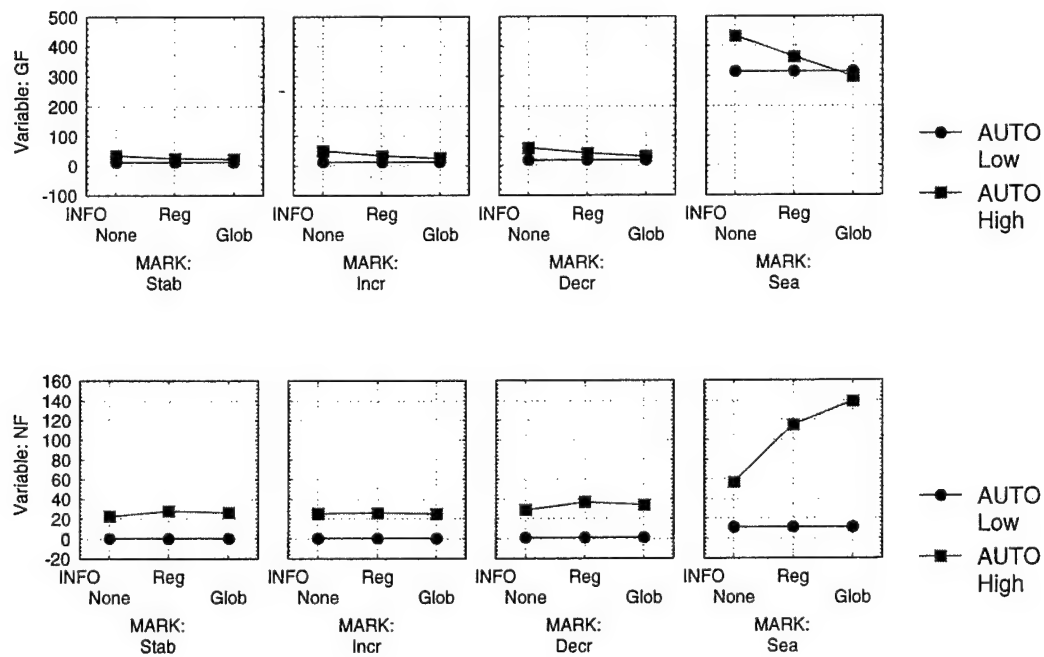 Variable: GF
500
400
300
200
100
0
-100
INFO Reg
None Glob
MARK:
Stab
INFO Reg
None Glob
MARK:
Incr
INFO Reg
None Glob
MARK:
Decr
INFO Reg
None Glob
MARK:
Sea
AUTO
Low
AUTO
High
Variable: NF
160
140
120
100
80
60
40
20
0
-20
INFO Reg
None Glob
MARK:
Stab
INFO Reg
None Glob
MARK:
Incr
INFO Reg
None Glob
MARK:
Decr
INFO Reg
None Glob
MARK:
Sea
AUTO
Low
AUTO
High